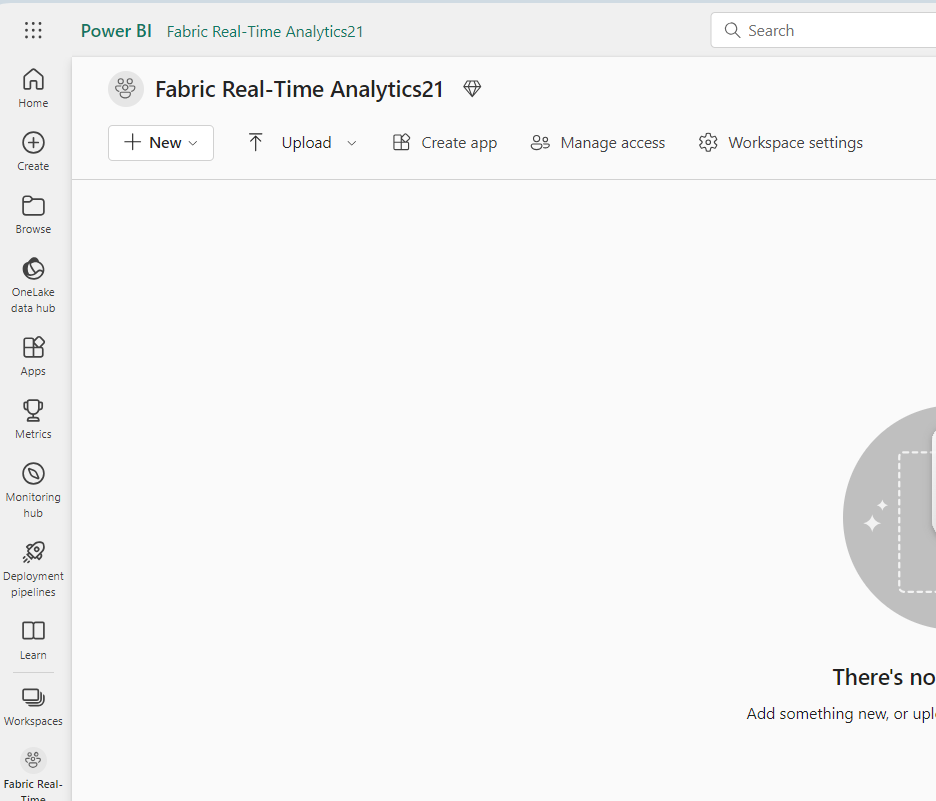 Power BI Fabric Real-Time Analytics21
Search
Home
Create
Browse
OneLake
data hub
Apps
Metrics
Monitoring
hub
Deployment
pipelines
Learn
Workspaces
Fabric Real-
Time
Fabric Real-Time Analytics21
New Upload Create app Manage access Workspace settings
There's no
Add something new, or upl